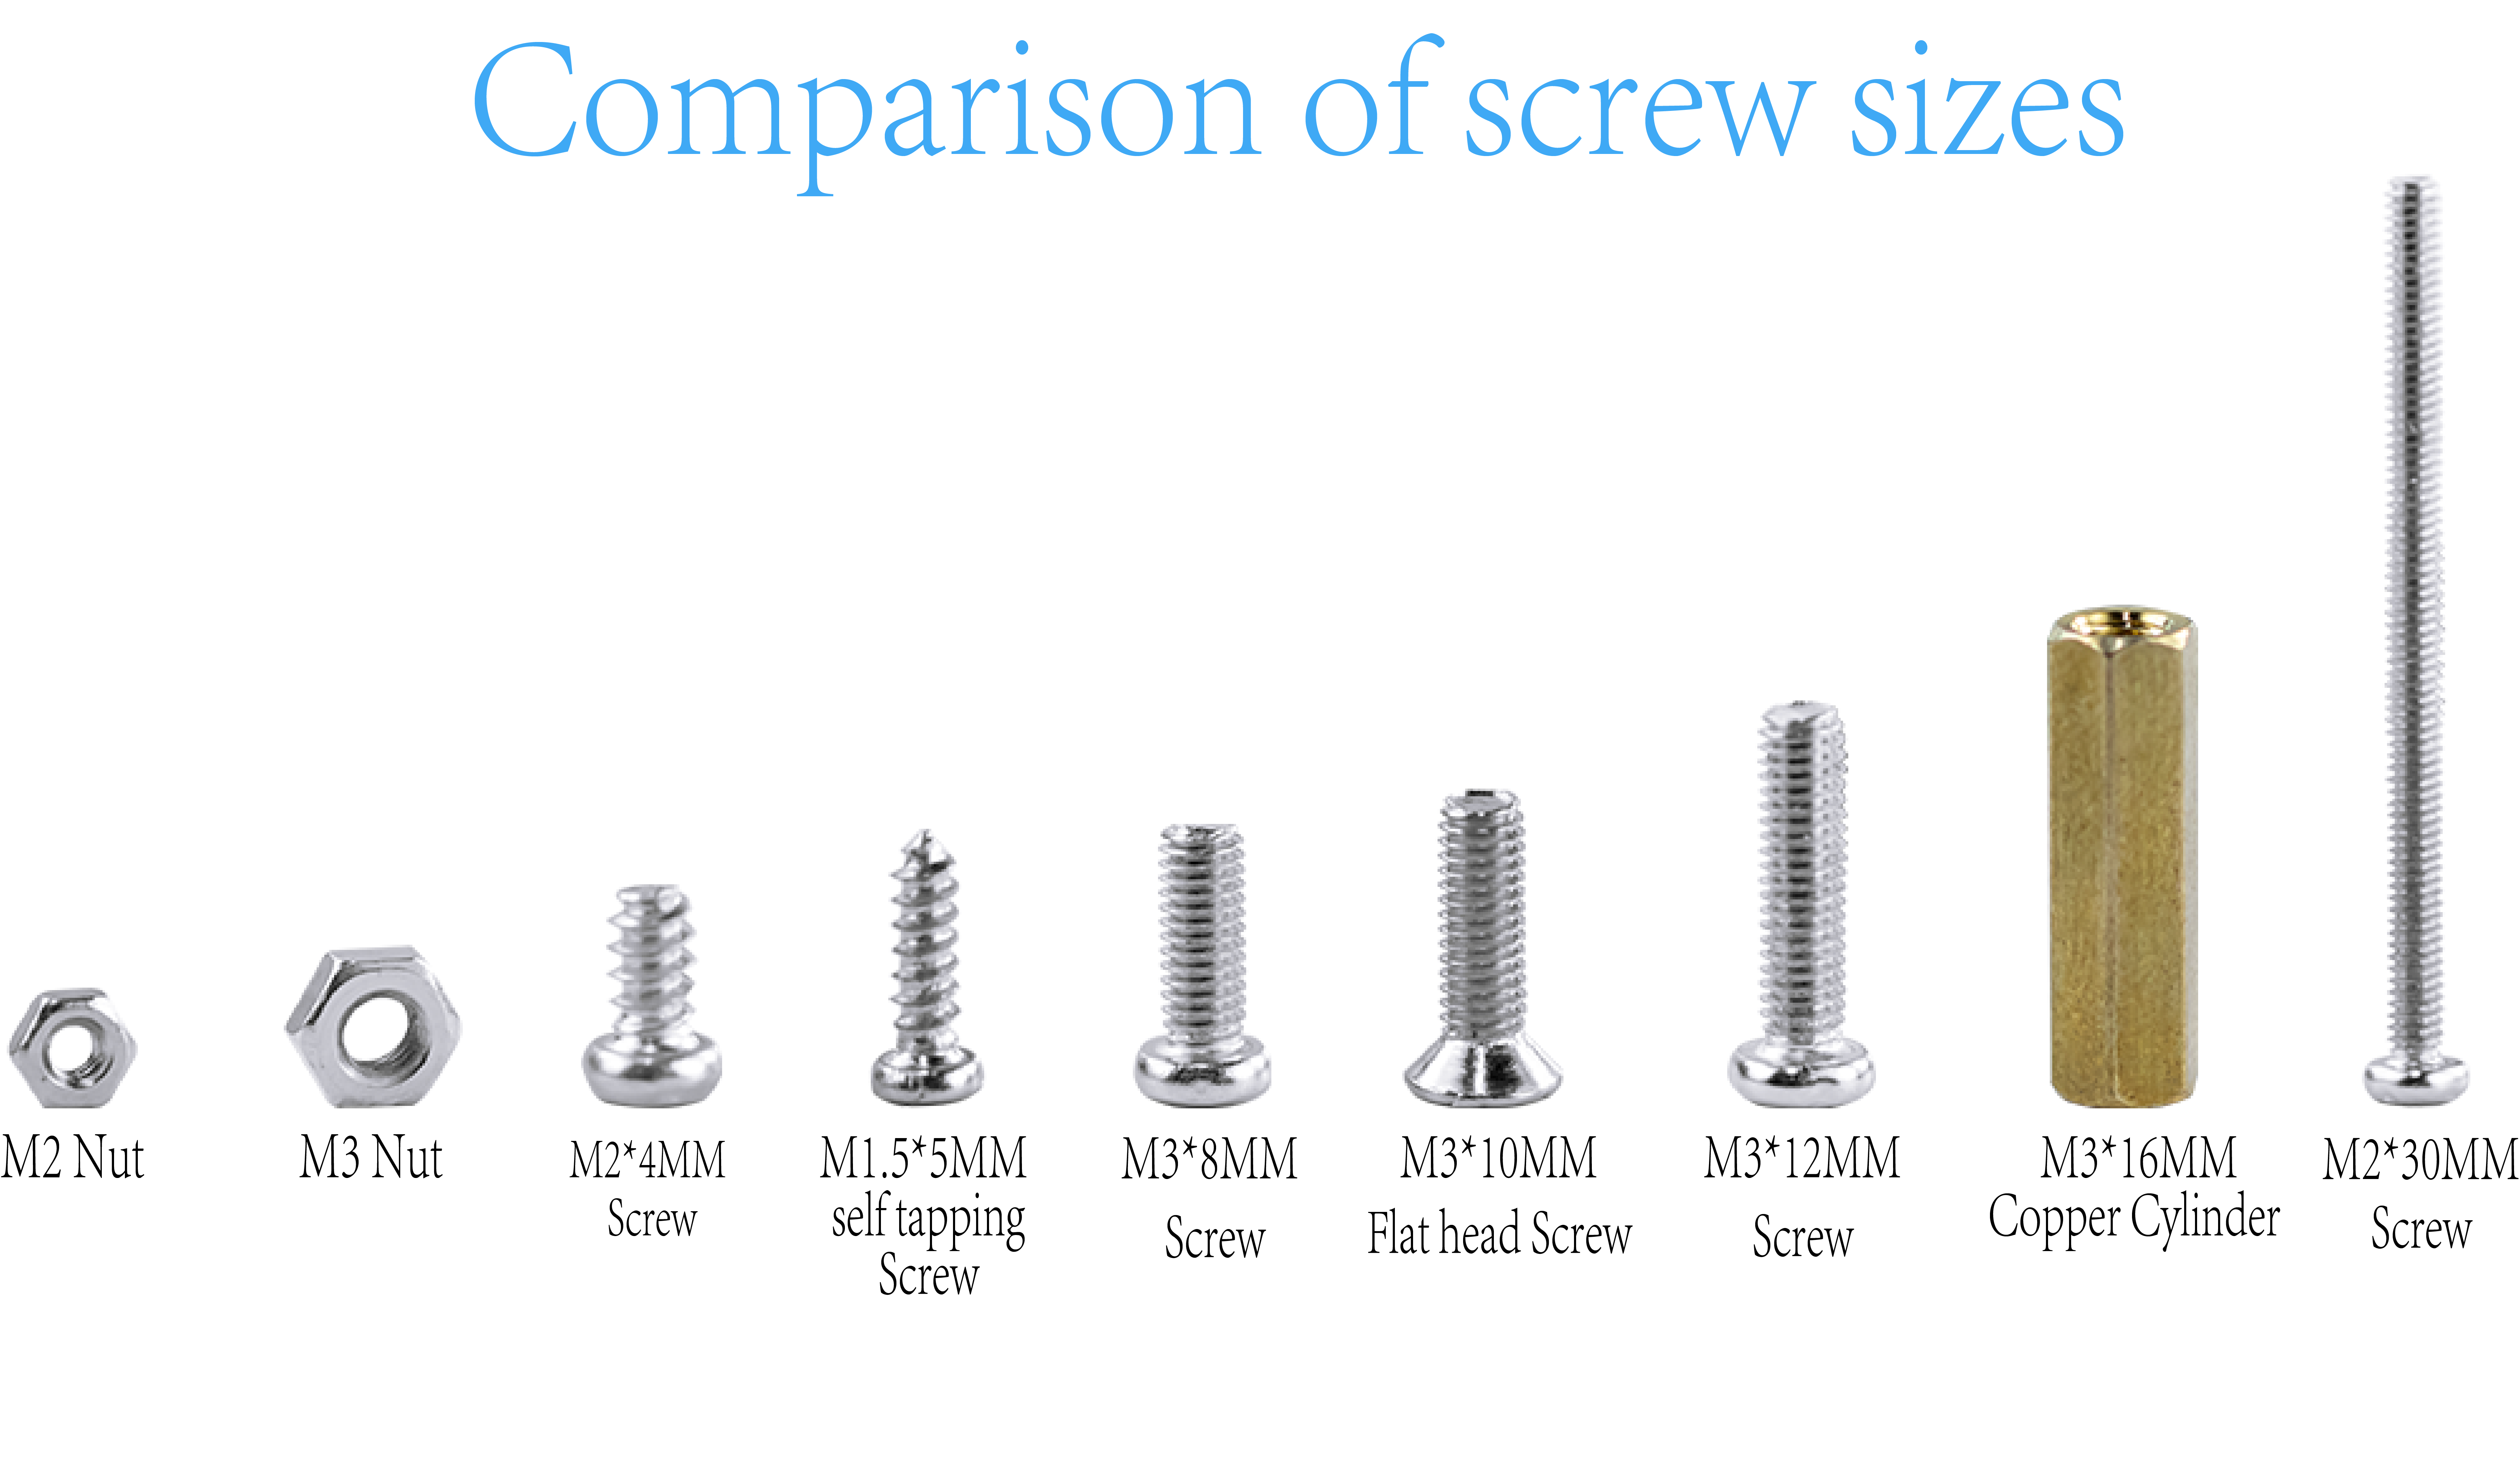 Comparison of screw sizes
M2 Nut
M3 Nut
M2*4MM
Screw
M1.5*5MM
self tapping
Screw
M3*8MM
Screw
M3*10MM
Flat head Screw
M3*12MM
Screw
M3*16MM
Copper Cylinder
M2*30MM
Screw